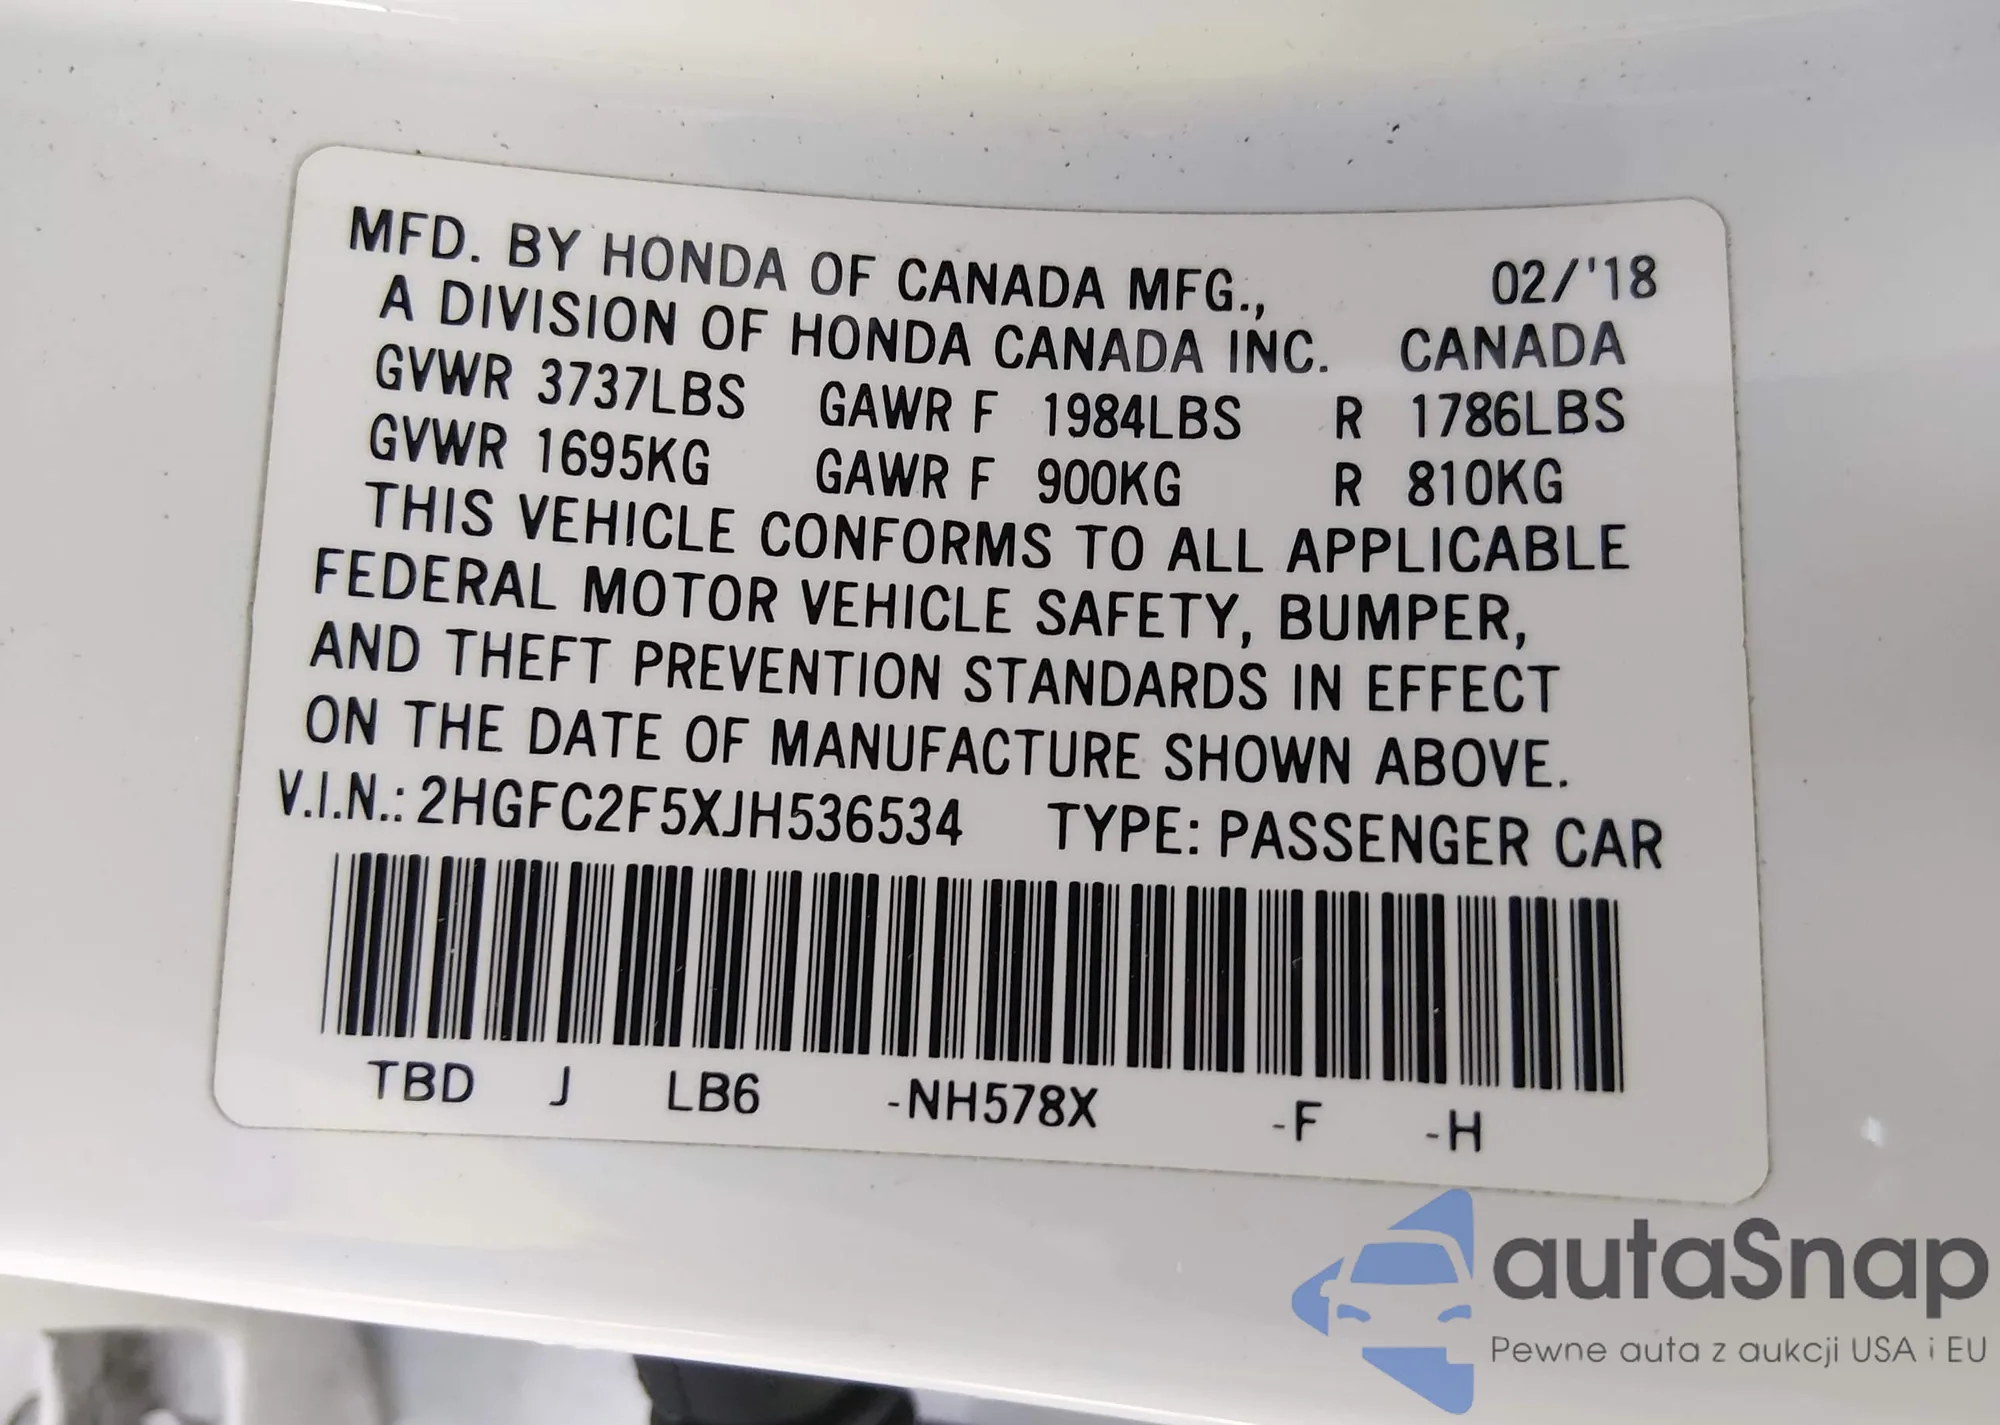 MFD. BY HONDA OF CANADA MFG., 02/'18
A DIVISION OF HONDA CANADA INC. CANADA
GVWR 3737LBS GAWR F 1984LBS R 1786LBS
GVWR 1695KG GAWR F 900KG R 810KG
THIS VEHICLE CONFORMS TO ALL APPLICABLE
FEDERAL MOTOR VEHICLE SAFETY, BUMPER,
AND THEFT PREVENTION STANDARDS IN EFFECT
ON THE DATE OF MANUFACTURE SHOWN ABOVE.
V.I.N.: 2HGFC2F5XJH536534 TYPE: PASSENGER CAR
TBD J LB6 -NH578X -F -H
autaSnap
Pewne auta z aukcji USA i EU